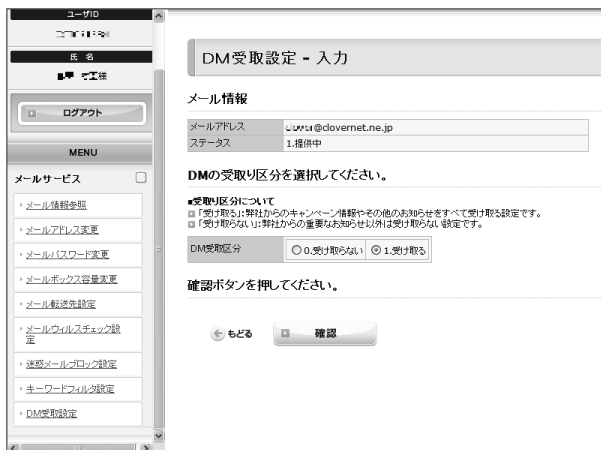 ユーザID
氏 名
様
ログアウト
MENU
メールサービス
メール情報参照
メールアドレス変更
メールパスワード変更
メールボックス容量変更
メール転送先設定
メールウィルスチェック設
定
迷惑メールブロック設定
キーワードフィルタ設定
DM受取設定
DM受取設定 - 入力
メール情報
メールアドレス @clovernet.ne.jp
ステータス 1.提供中
DMの受取り区分を選択してください。
■受取り区分について
「受け取る」：弊社からのキャンペーン情報やその他のお知らせをすべて受け取る設定です。
「受け取らない」：弊社からの重要なお知らせ以外は受け取らない設定です。
DM受取区分 0.受け取らない 1.受け取る
確認ボタンを押してください。
もどる 確認